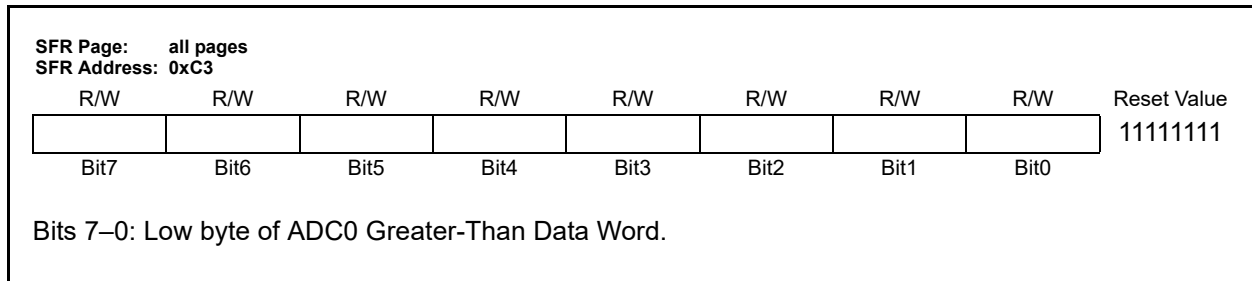 SFR Page: all pages
SFR Address: 0xC3
R/W R/W R/W R/W R/W R/W R/W R/W Reset Value
11111111
Bit7 Bit6 Bit5 Bit4 Bit3 Bit2 Bit1 Bit0
Bits 7–0: Low byte of ADC0 Greater-Than Data Word.